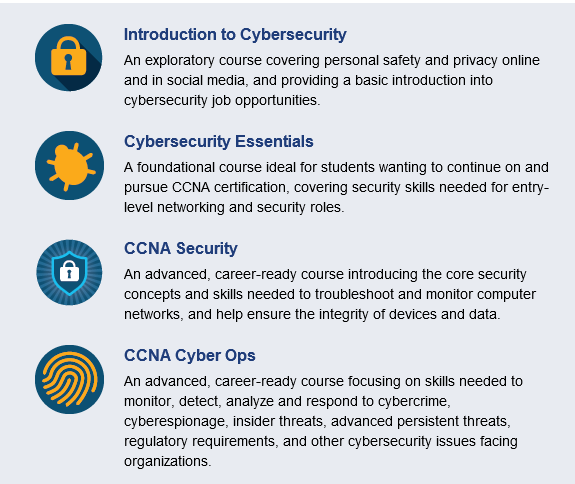 Introduction to Cybersecurity
An exploratory course covering personal safety and privacy online
and in social media, and providing a basic introduction into
cybersecurity job opportunities.
Cybersecurity Essentials
A foundational course ideal for students wanting to continue on and
pursue CCNA certification, covering security skills needed for entry-
level networking and security roles.
CCNA Security
An advanced, career-ready course introducing the core security
concepts and skills needed to troubleshoot and monitor computer
networks, and help ensure the integrity of devices and data.
CCNA Cyber Ops
An advanced, career-ready course focusing on skills needed to
monitor, detect, analyze and respond to cybercrime,
cyberespionage, insider threats, advanced persistent threats,
regulatory requirements, and other cybersecurity issues facing
organizations.